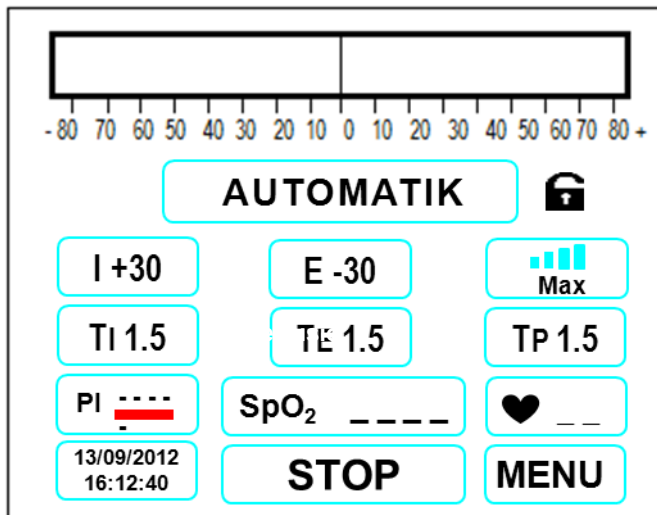 - 80 70 60 50 40 30 20 10 0 10 20 30 40 50 60 70 80 +
AUTOMATIK
I +30 E -30 Max
TI 1.5 TE 1.5 TP 1.5
PI - - - - - SpO₂ _ _ _ _ _ _
13/09/2012
16:12:40
STOP MENU